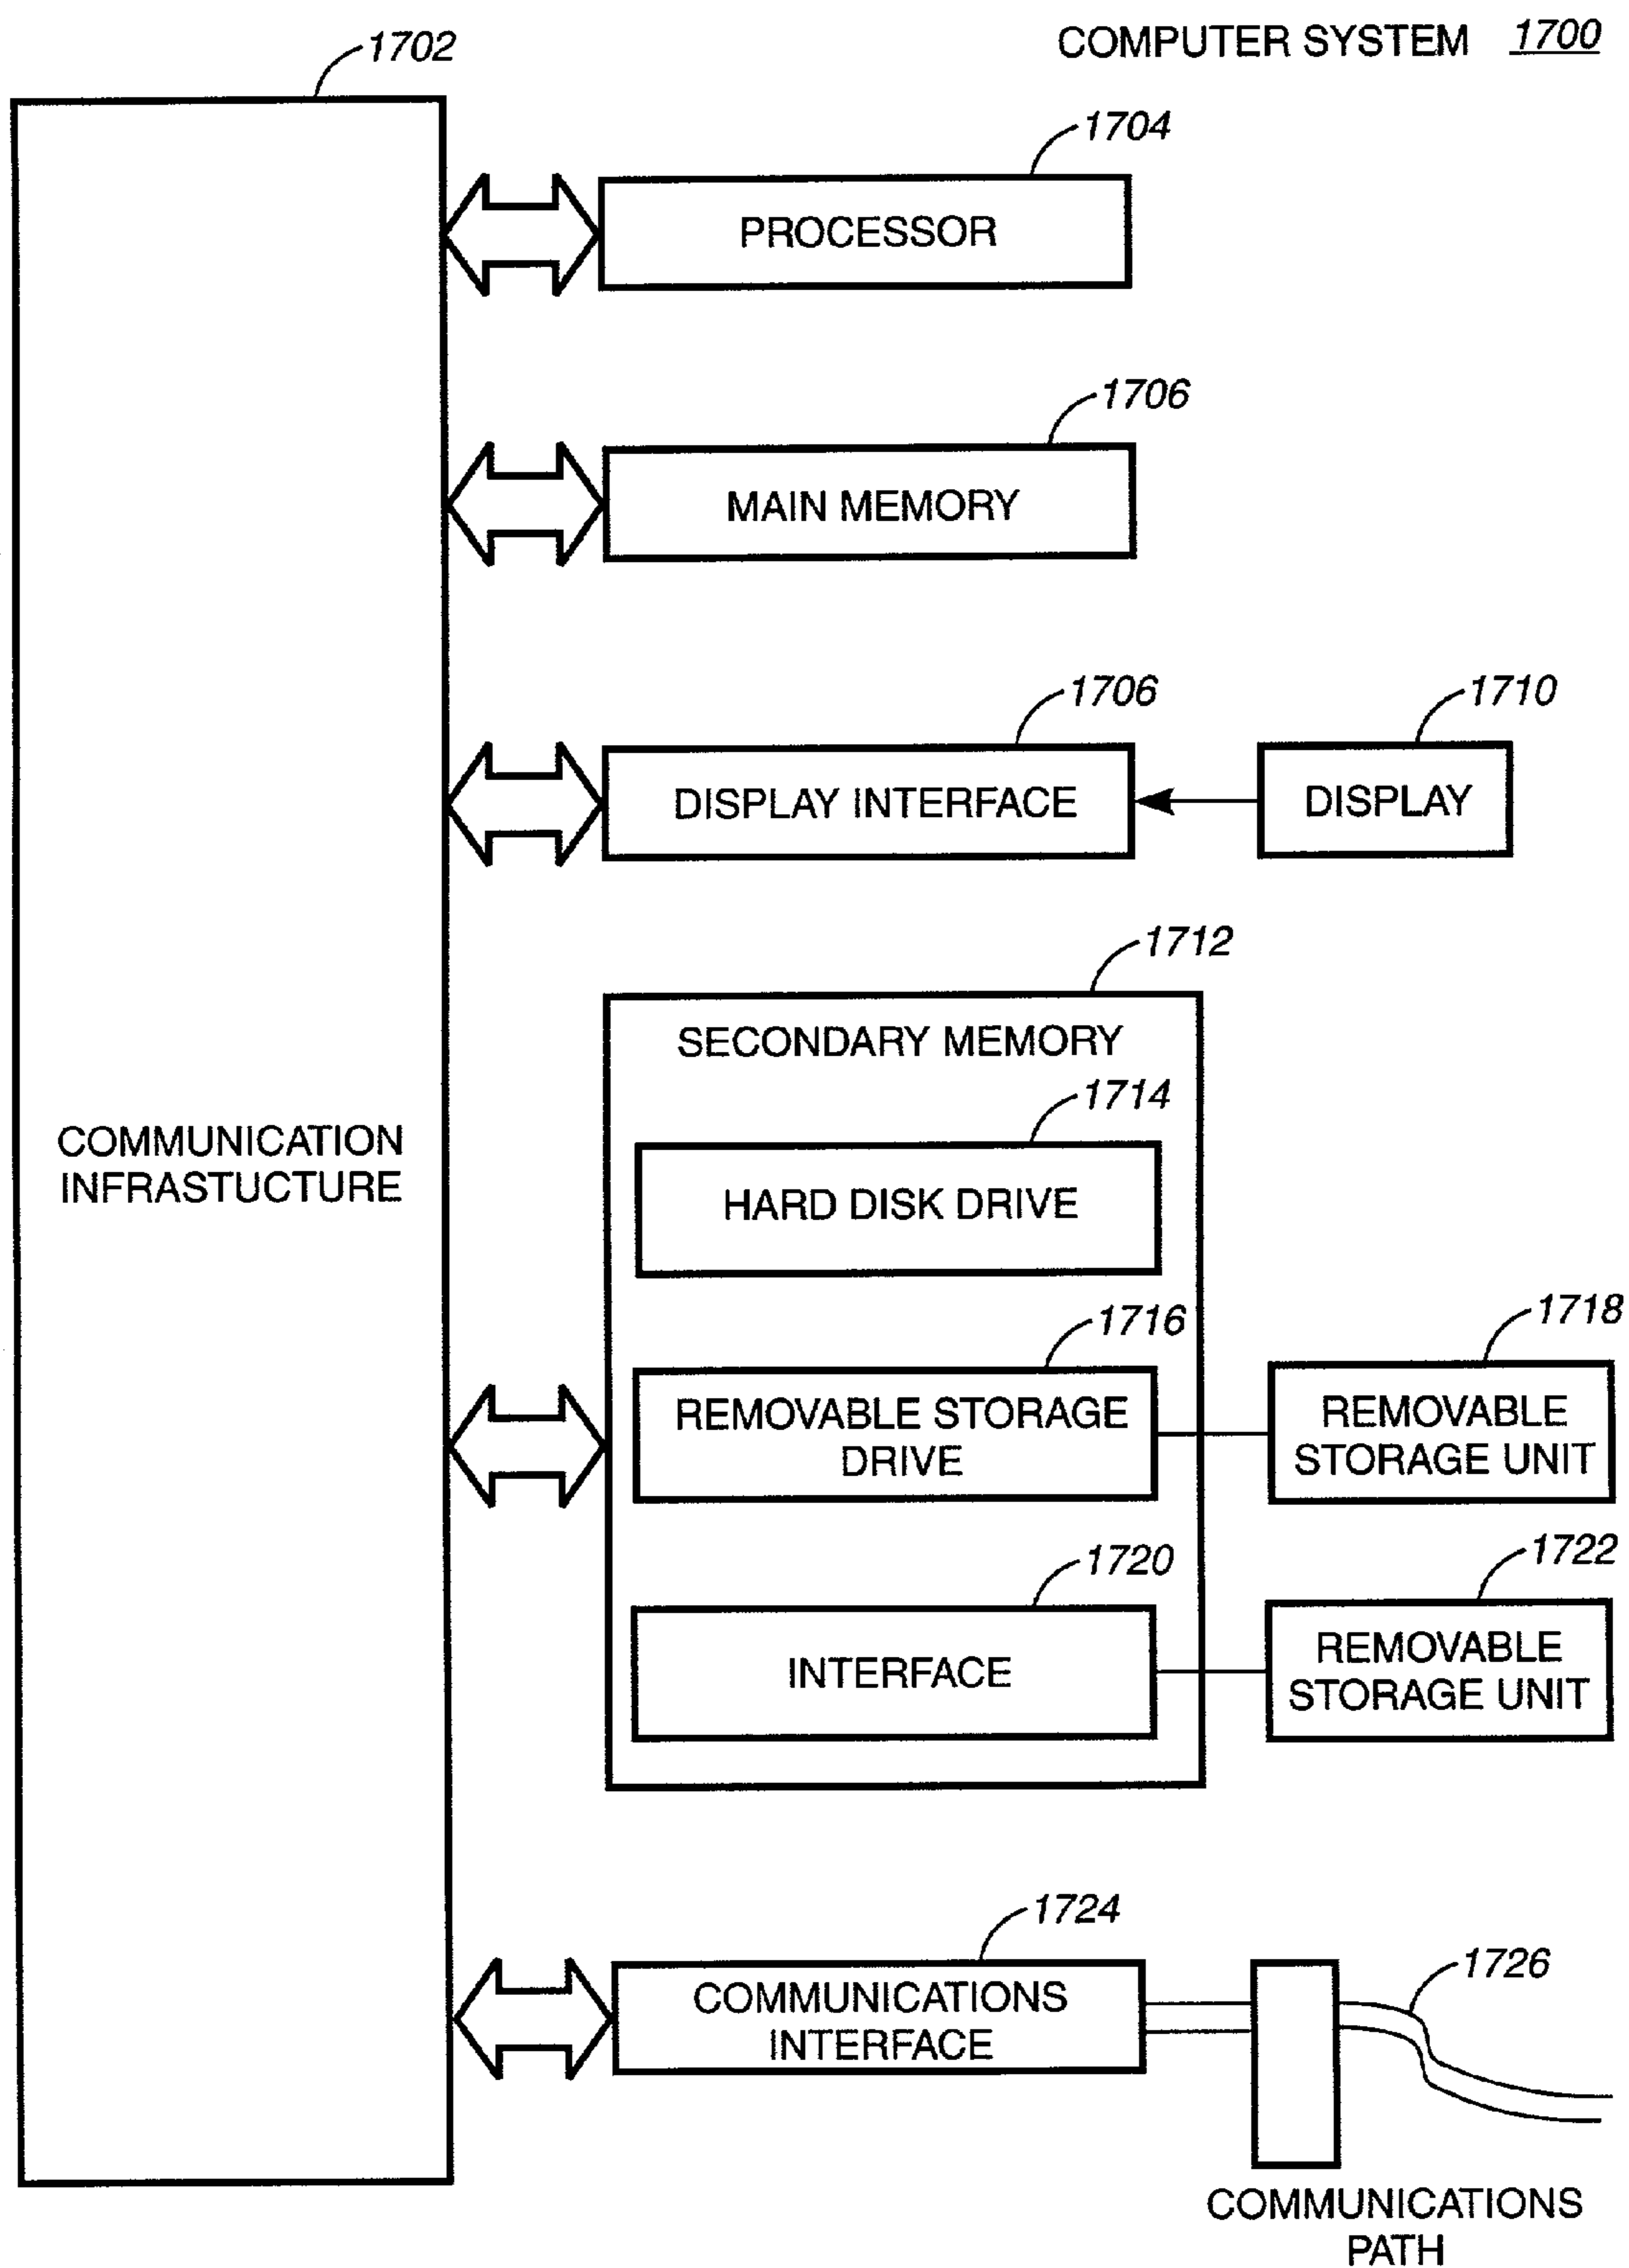 COMPUTER SYSTEM 1700
1702
1704
PROCESSOR
1706
MAIN MEMORY
1706
DISPLAY INTERFACE
1710
DISPLAY
1712
SECONDARY MEMORY
1714
HARD DISK DRIVE
COMMUNICATION
INFRASTUCTURE
1716
REMOVABLE STORAGE
DRIVE
1718
REMOVABLE
STORAGE UNIT
1720
INTERFACE
1722
REMOVABLE
STORAGE UNIT
1724
COMMUNICATIONS
INTERFACE
1726
COMMUNICATIONS
PATH